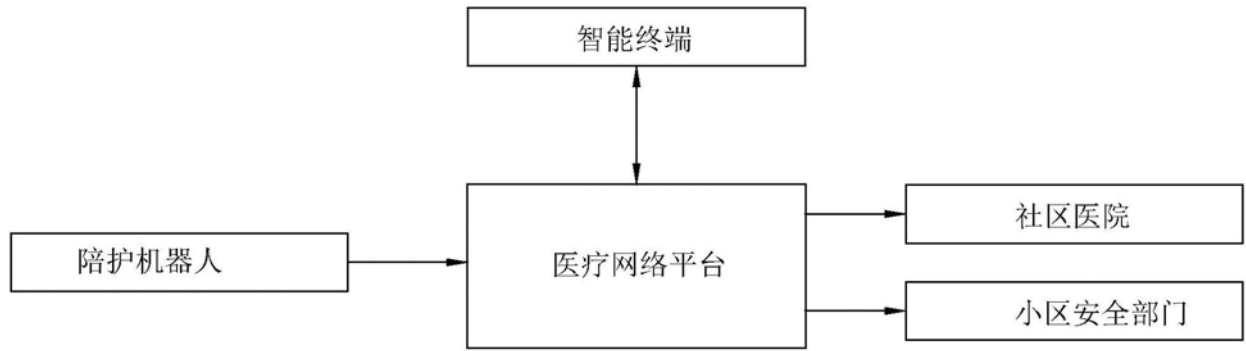 智能终端
社区医院
陪护机器人
医疗网络平台
小区安全部门